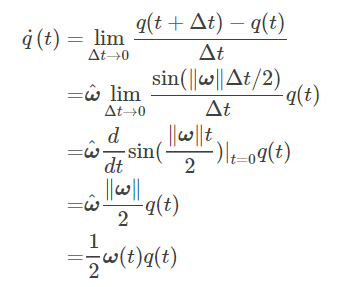 q̇(t) = lim_{Δt→0} (q(t + Δt) − q(t)) / Δt
=ω̂ lim_{Δt→0} (sin(‖ω‖Δt/2) / Δt) q(t)
=ω̂ (d/dt) sin(‖ω‖t / 2)|_{t=0}q(t)
=ω̂ (‖ω‖ / 2) q(t)
=(1/2) ω(t)q(t)